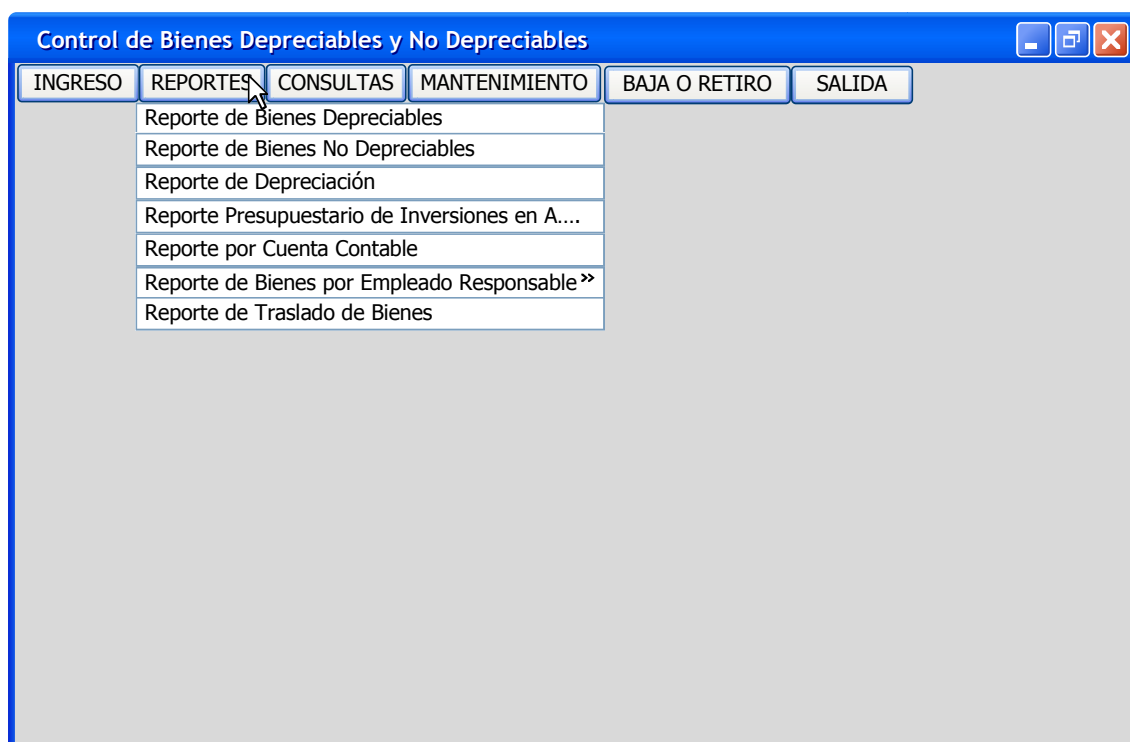 Control de Bienes Depreciables y No Depreciables
INGRESO REPORTES CONSULTAS MANTENIMIENTO BAJA O RETIRO SALIDA
Reporte de Bienes Depreciables
Reporte de Bienes No Depreciables
Reporte de Depreciación
Reporte Presupuestario de Inversiones en A....
Reporte por Cuenta Contable
Reporte de Bienes por Empleado Responsable »
Reporte de Traslado de Bienes